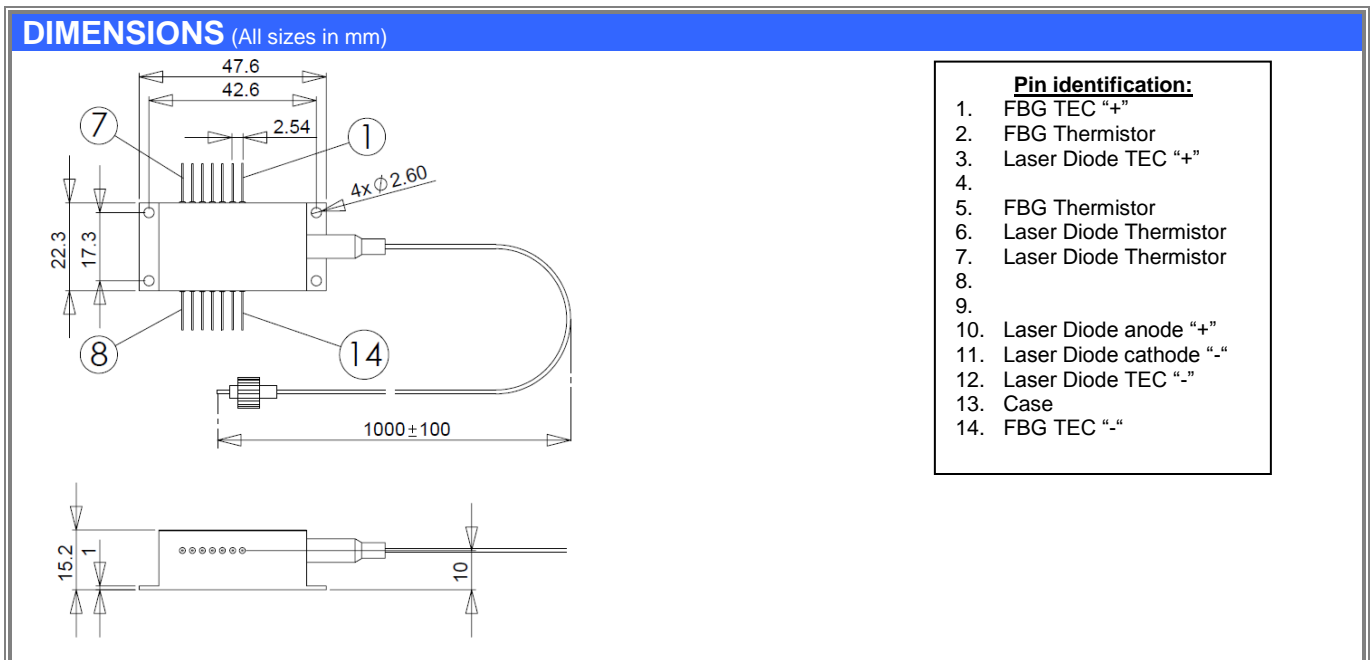 DIMENSIONS (All sizes in mm)
47.6
42.6
2.54
7
1
4x Ø 2.60
22.3
17.3
8
14
1000±100
15.2
1
10
Pin identification:
1. FBG TEC “+”
2. FBG Thermistor
3. Laser Diode TEC “+”
4.
5. FBG Thermistor
6. Laser Diode Thermistor
7. Laser Diode Thermistor
8.
9.
10. Laser Diode anode “+”
11. Laser Diode cathode “-“
12. Laser Diode TEC “-”
13. Case
14. FBG TEC “-“